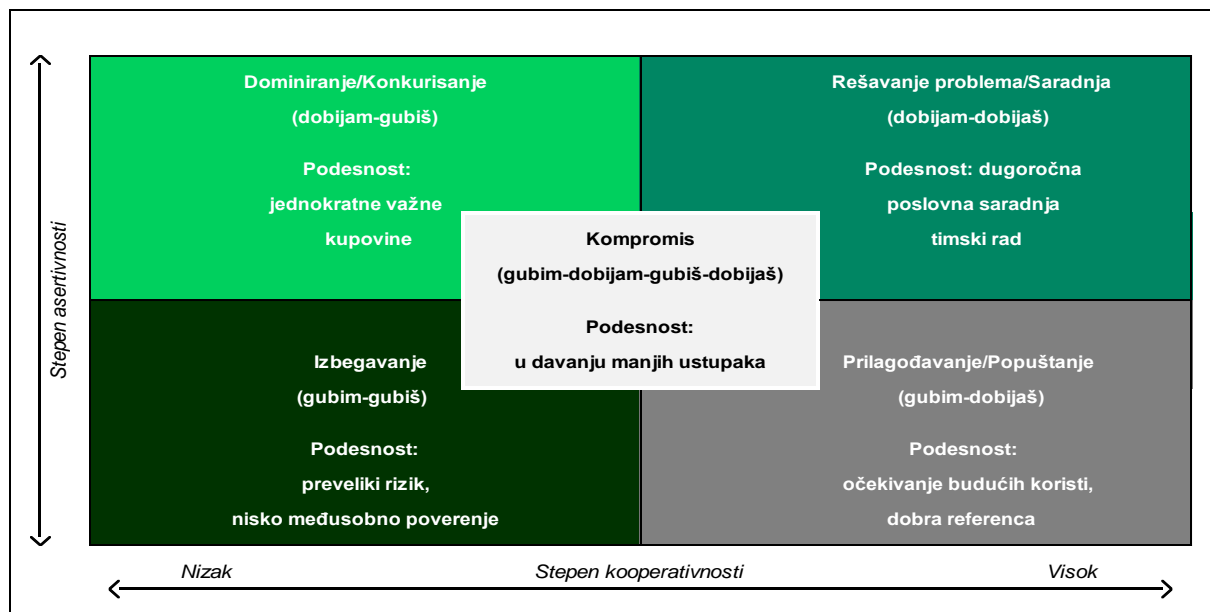 Dominiranje/Konkurisanje
(dobijam-gubiš)
Podesnost:
jednokratne važne
kupovine
Rešavanje problema/Saradnja
(dobijam-dobijaš)
Podesnost: dugoročna
poslovna saradnja
timski rad
Kompromis
(gubim-dobijam-gubiš-dobijaš)
Podesnost:
u davanju manjih ustupaka
Izbegavanje
(gubim-gubiš)
Podesnost:
preveliki rizik,
nisko međusobno poverenje
Prilagođavanje/Popuštanje
(gubim-dobijaš)
Podesnost:
očekivanje budućih koristi,
dobra referenca
Stepen asertivnosti
Nizak
Stepen kooperativnosti
Visok